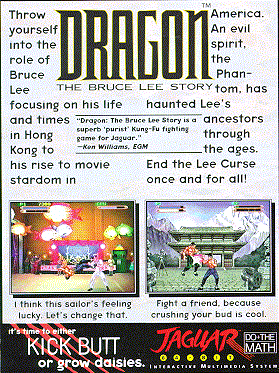 Throw yourself into the role of Bruce Lee
DRAGON™
THE BRUCE LEE STORY
focusing on his life
and times
in Hong
Kong to
his rise to movie
stardom in
America.
An evil
spirit,
the
Phan-
tom, has
haunted Lee's
ancestors
through
the ages.
End the Lee Curse
once and for all!
"Dragon: The Bruce Lee Story is a
superb 'purist' Kung-Fu fighting
game for Jaguar."
—Ken Williams, EGM
I think this sailor's feeling
lucky. Let's change that.
Fight a friend, because
crushing your bud is cool.
it's time to either
KICK BUTT
or grow daisies.
JAGUAR
64-BIT
INTERACTIVE MULTIMEDIA SYSTEM
DO·THE
MATH